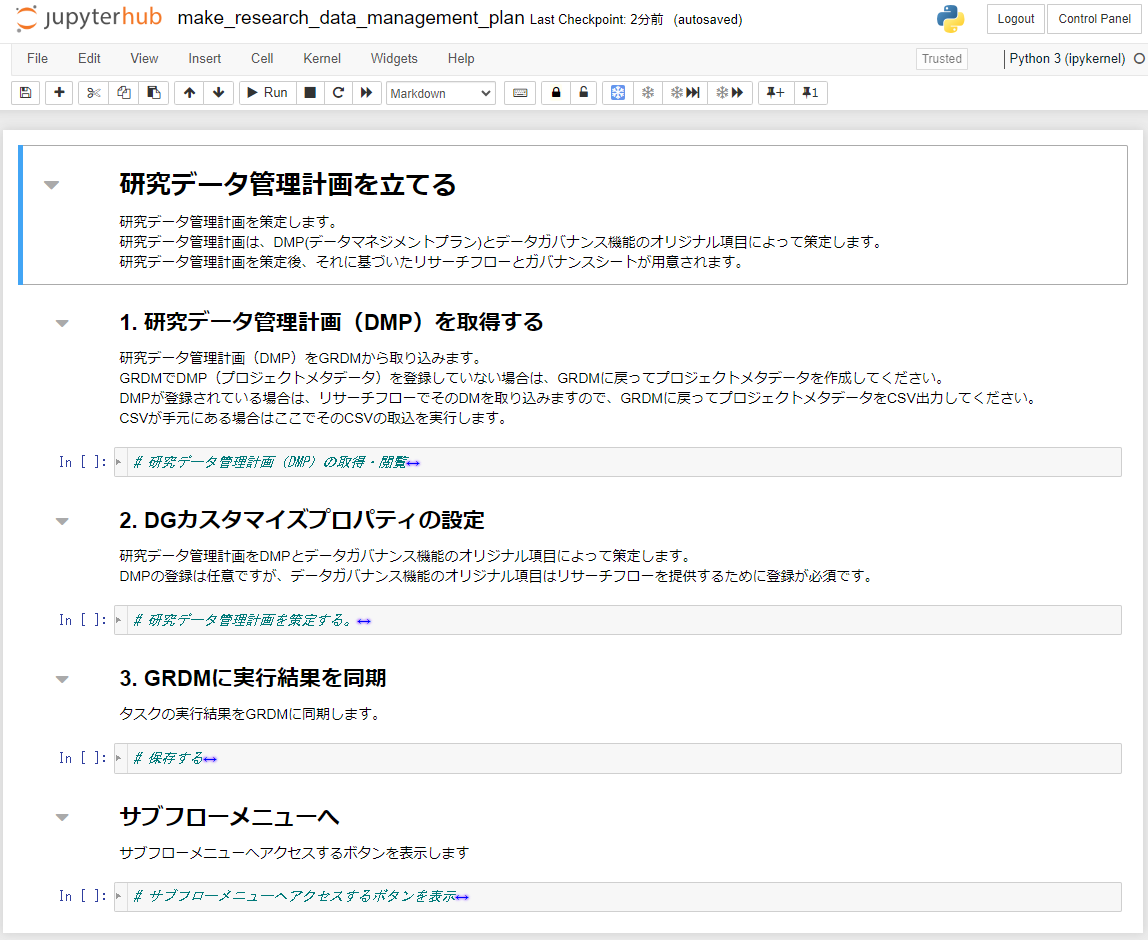 jupyterhub make_research_data_management_plan Last Checkpoint: 2分前 (autosaved) Logout Control Panel
File Edit View Insert Cell Kernel Widgets Help Trusted Python 3 (ipykernel)
Run Markdown +1
研究データ管理計画を立てる
研究データ管理計画を策定します。
研究データ管理計画は、DMP(データマネジメントプラン)とデータガバナンス機能のオリジナル項目によって策定します。
研究データ管理計画を策定後、それに基づいたリサーチフローとガバナンスシートが用意されます。
1. 研究データ管理計画（DMP）を取得する
研究データ管理計画（DMP）をGRDMから取り込みます。
GRDMでDMP（プロジェクトメタデータ）を登録していない場合は、GRDMに戻ってプロジェクトメタデータを作成してください。
DMPが登録されている場合は、リサーチフローでそのDMを取り込みますので、GRDMに戻ってプロジェクトメタデータをCSV出力してください。
CSVが手元にある場合はここでそのCSVの取込を実行します。
In [ ]: # 研究データ管理計画（DMP）の取得・閲覧
2. DGカスタマイズプロパティの設定
研究データ管理計画をDMPとデータガバナンス機能のオリジナル項目によって策定します。
DMPの登録は任意ですが、データガバナンス機能のオリジナル項目はリサーチフローを提供するために登録が必須です。
In [ ]: # 研究データ管理計画を策定する。
3. GRDMに実行結果を同期
タスクの実行結果をGRDMに同期します。
In [ ]: # 保存する
サブフローメニューへ
サブフローメニューへアクセスするボタンを表示します
In [ ]: # サブフローメニューへアクセスするボタンを表示